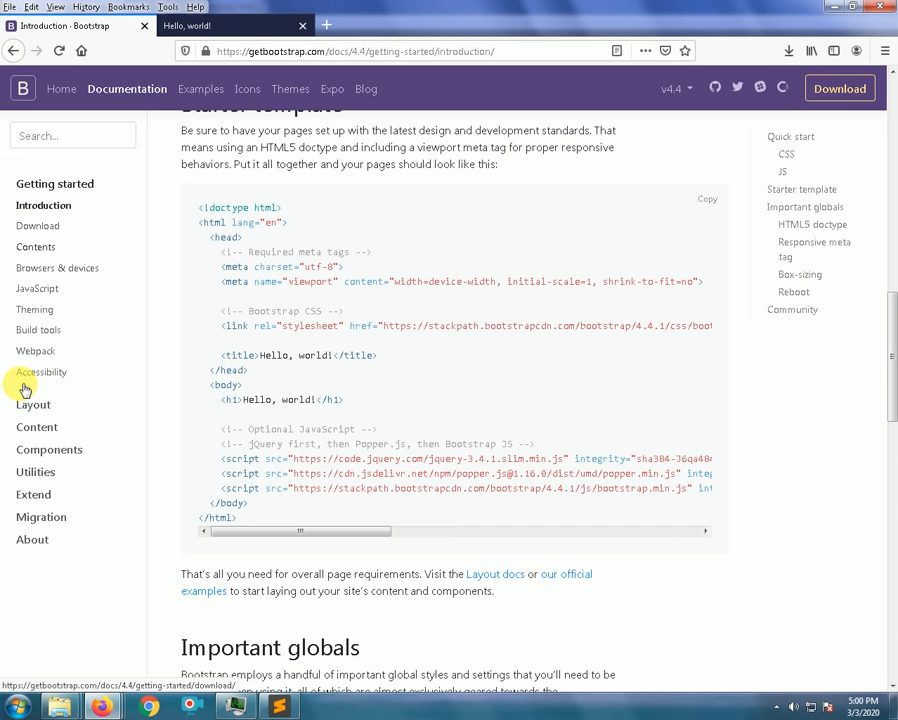 File Edit View History Bookmarks Tools Help
B Introduction · Bootstrap
Hello, world!
https://getbootstrap.com/docs/4.4/getting-started/introduction/
B Home Documentation Examples Icons Themes Expo Blog v4.4 Download
Search...
Getting started
Introduction
Download
Contents
Browsers & devices
JavaScript
Theming
Build tools
Webpack
Accessibility
Layout
Content
Components
Utilities
Extend
Migration
About
Starter template
Be sure to have your pages set up with the latest design and development standards. That
means using an HTML5 doctype and including a viewport meta tag for proper responsive
behaviors. Put it all together and your pages should look like this:
Copy
<!doctype html>
<html lang="en">
<head>
<!-- Required meta tags -->
<meta charset="utf-8">
<meta name="viewport" content="width=device-width, initial-scale=1, shrink-to-fit=no">
<!-- Bootstrap CSS -->
<link rel="stylesheet" href="https://stackpath.bootstrapcdn.com/bootstrap/4.4.1/css/boot
<title>Hello, world!</title>
</head>
<body>
<h1>Hello, world!</h1>
<!-- Optional JavaScript -->
<!-- jQuery first, then Popper.js, then Bootstrap JS -->
<script src="https://code.jquery.com/jquery-3.4.1.slim.min.js" integrity="sha384-J6qa484
<script src="https://cdn.jsdelivr.net/npm/popper.js@1.16.0/dist/umd/popper.min.js" integ
<script src="https://stackpath.bootstrapcdn.com/bootstrap/4.4.1/js/bootstrap.min.js" int
</body>
</html>
That's all you need for overall page requirements. Visit the Layout docs or our official
examples to start laying out your site's content and components.
Important globals
Bootstrap employs a handful of important global styles and settings that you'll need to be
Quick start
CSS
JS
Starter template
Important globals
HTML5 doctype
Responsive meta
tag
Box-sizing
Reboot
Community
https://getbootstrap.com/docs/4.4/getting-started/download/
5:00 PM
3/3/2020